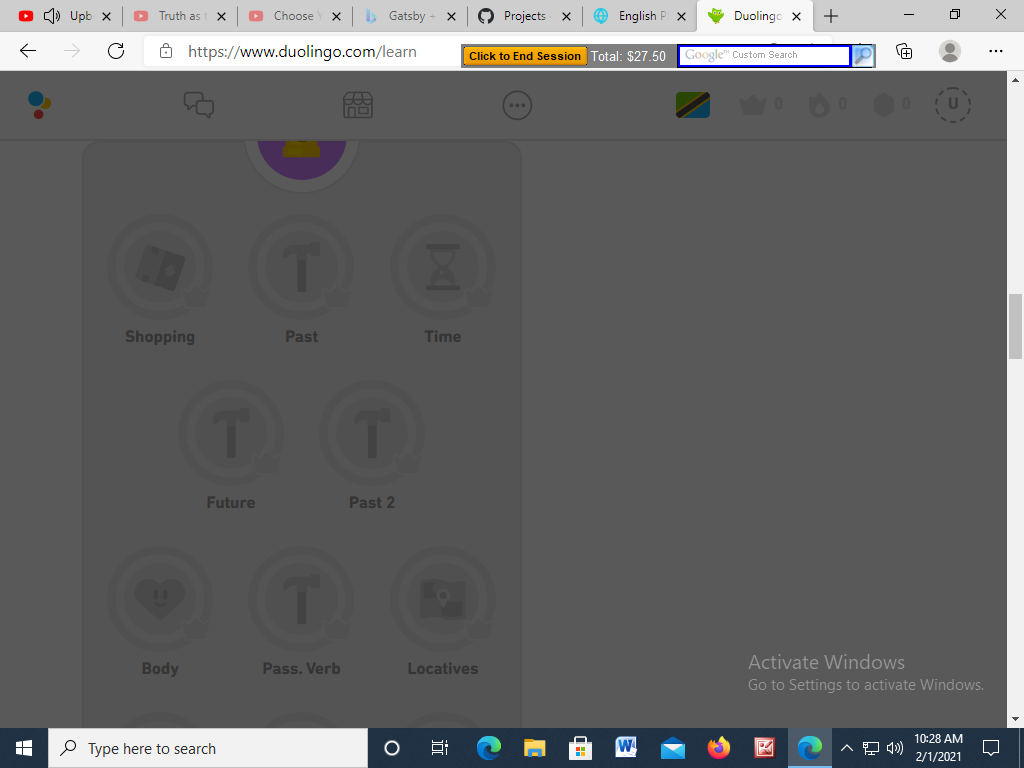 Upb
Truth as t
Choose Y
Gatsby +
Projects
English Pl
Duolingo
https://www.duolingo.com/learn
Click to End Session
Total: $27.50
Google™ Custom Search
0
0
0
U
Shopping
Past
Time
Future
Past 2
Body
Pass. Verb
Locatives
Activate Windows
Go to Settings to activate Windows.
Type here to search
10:28 AM
2/1/2021